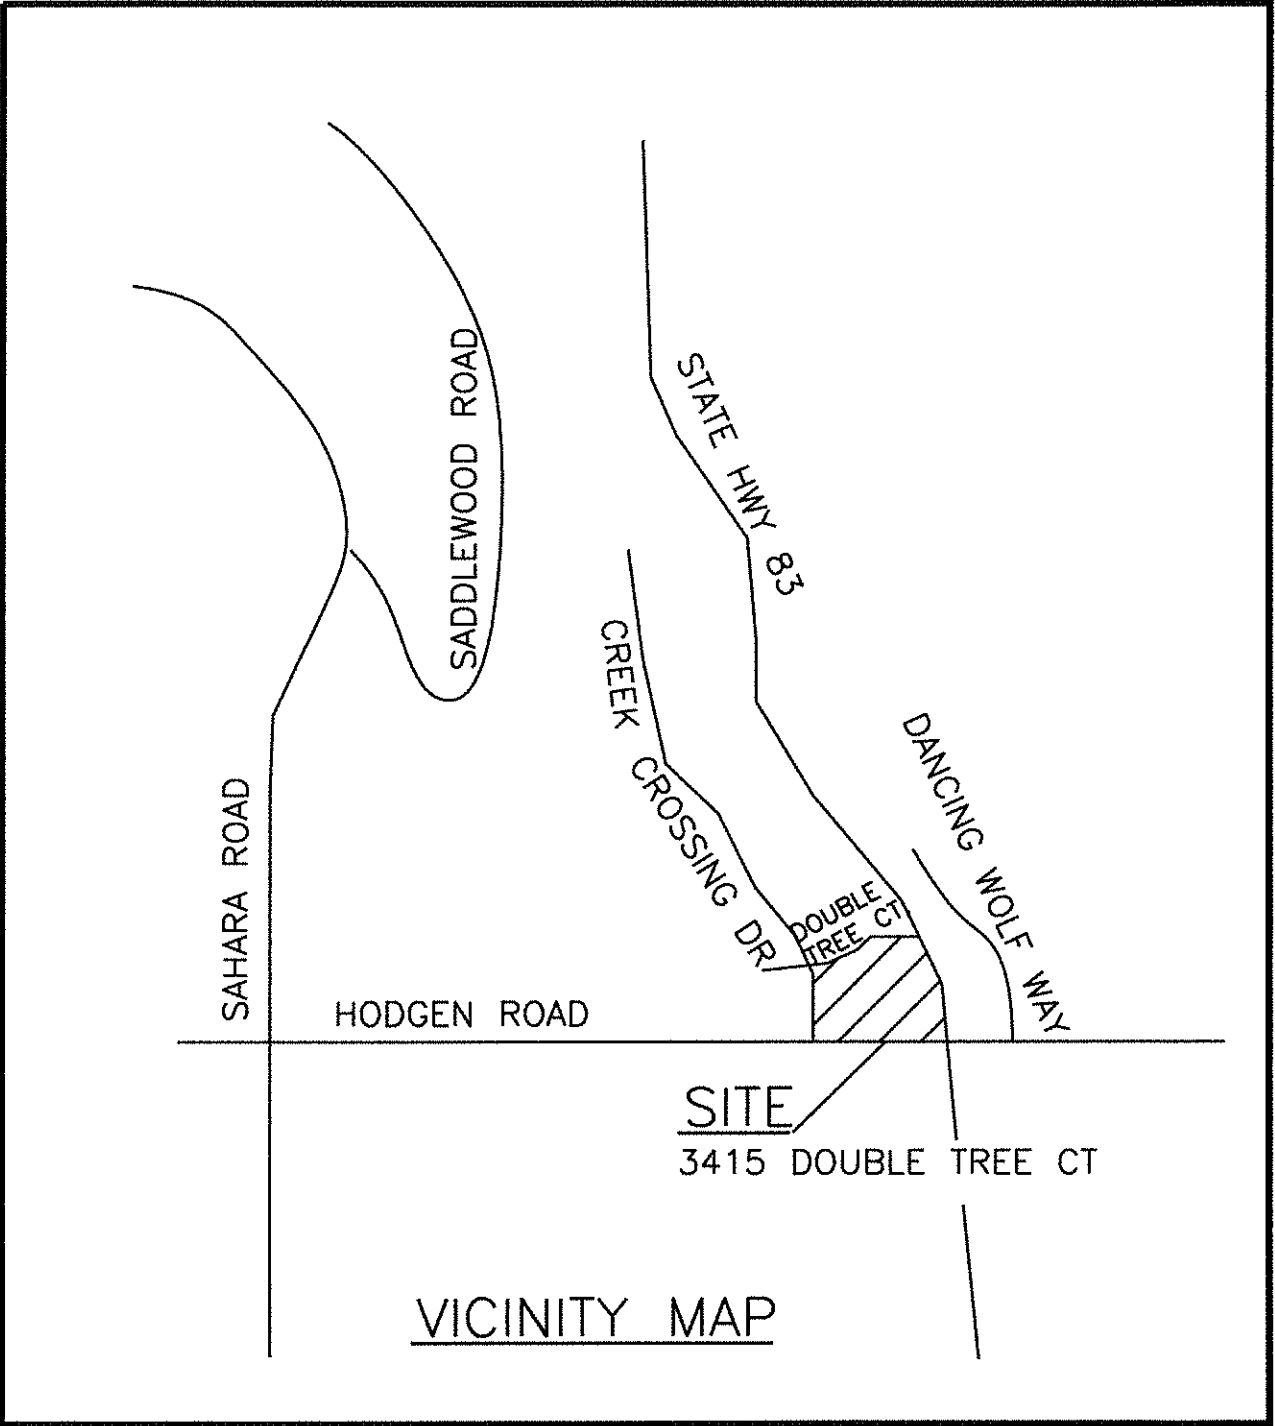 SADDLEWOOD ROAD
STATE HWY 83
CREEK CROSSING DR
DANCING WOLF WAY
SAHARA ROAD
DOUBLE
TREE CT
HODGEN ROAD
SITE
3415 DOUBLE TREE CT
VICINITY MAP